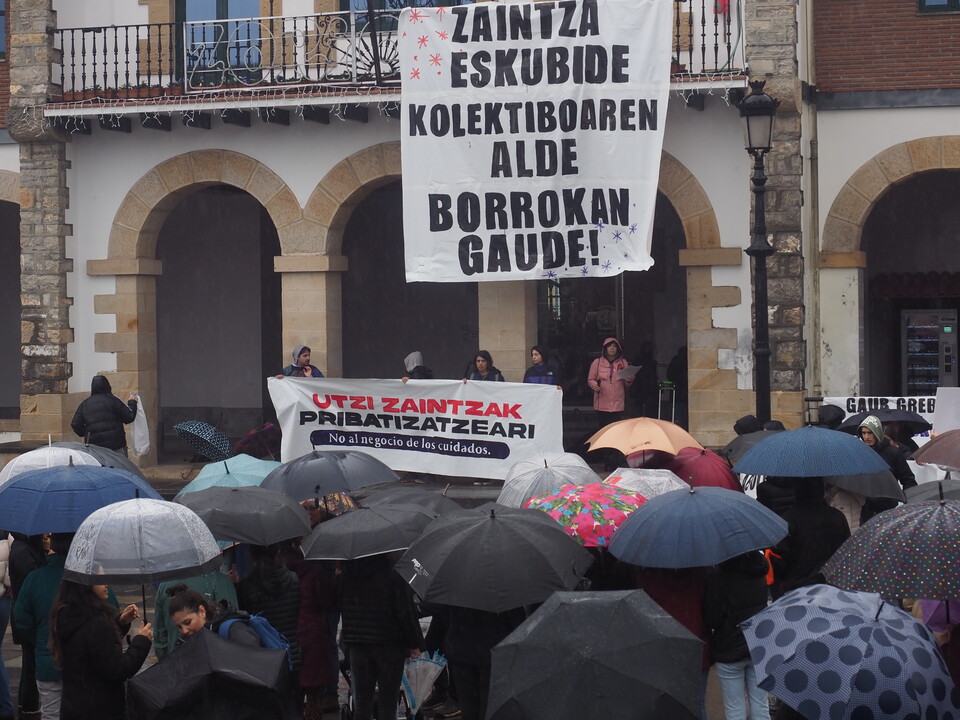 ZAINTZA
ESKUBIDE
KOLEKTIBOAREN
ALDE
BORROKAN
GAUDE!
UTZI ZAINTZAK
PRIBATIZATZEARI
No al negocio de los cuidados.
GAUR GREB